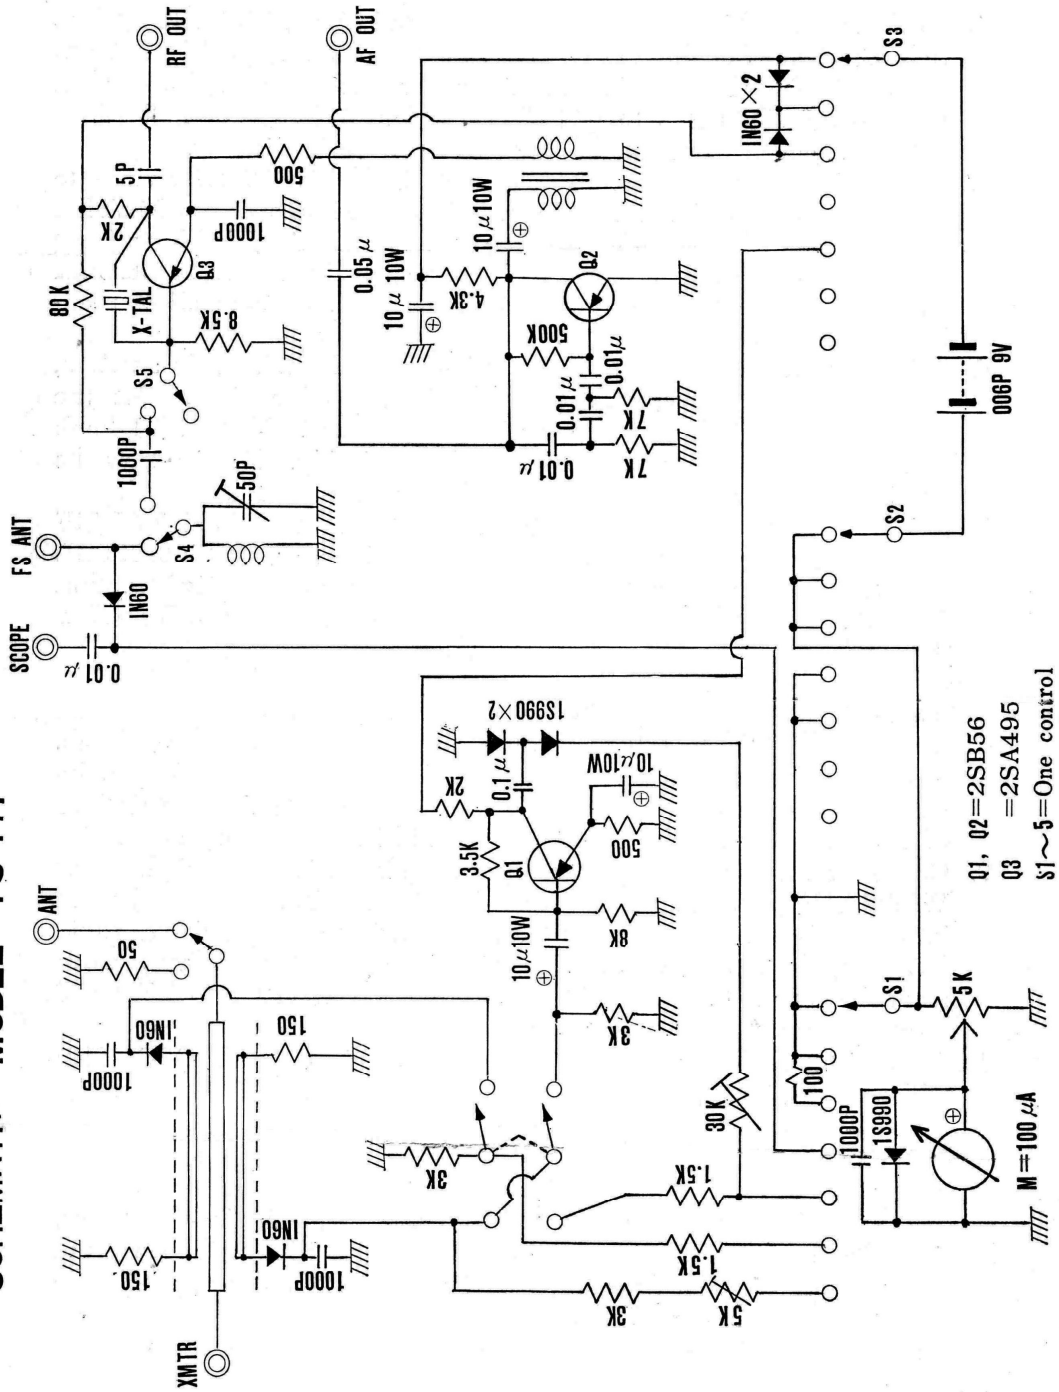 SCHEMATIC
MODEL
XMTR
150
1N60
1000P
1000P
1N60
150
50
ANT
SCOPE
0.01μ
1N60
FS ANT
S4
50P
1000P
S5
80K
X-TAL
2K
5P
RF OUT
Q3
8.5K
1000P
500
AF OUT
0.05μ
10μ 10W
⊕
4.3K
10μ10W
⊕
Q2
500K
0.01μ
0.01μ
0.01μ
7K
7K
3K
3K
10μ10W
⊕
8K
3.5K
2K
Q1
500
10μ10W
⊕
0.1μ
1S990×2
30K
1.5K
1.5K
3K
5K
1N60×2
S3
006P 9V
S2
S1
5K
100
1000P
1S990
⊕
M=100μA
Q1, Q2=2SB56
Q3 =2SA495
S1~5=One control